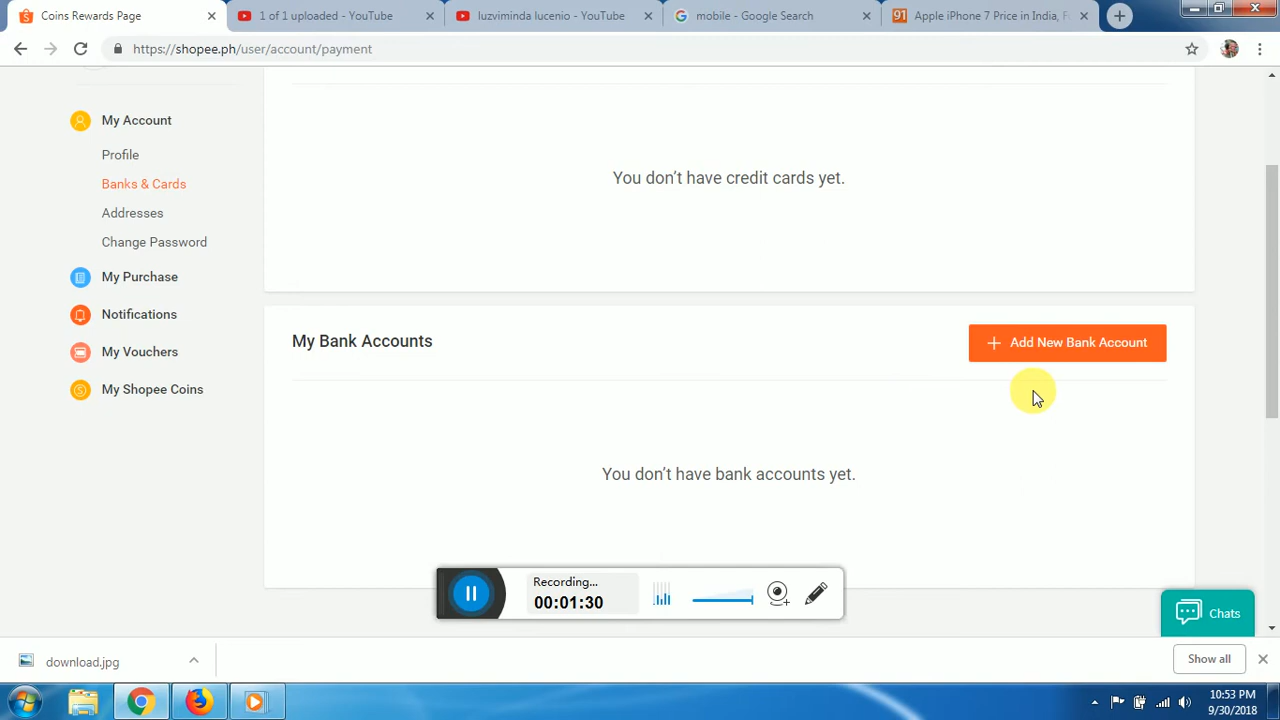 Coins Rewards Page
1 of 1 uploaded - YouTube
luzviminda lucenio - YouTube
mobile - Google Search
91
Apple iPhone 7 Price in India, F
https://shopee.ph/user/account/payment
My Account
Profile
Banks & Cards
Addresses
Change Password
My Purchase
Notifications
My Vouchers
My Shopee Coins
You don't have credit cards yet.
My Bank Accounts
Add New Bank Account
You don't have bank accounts yet.
Recording...
00:01:30
Chats
download.jpg
Show all
10:53 PM
9/30/2018